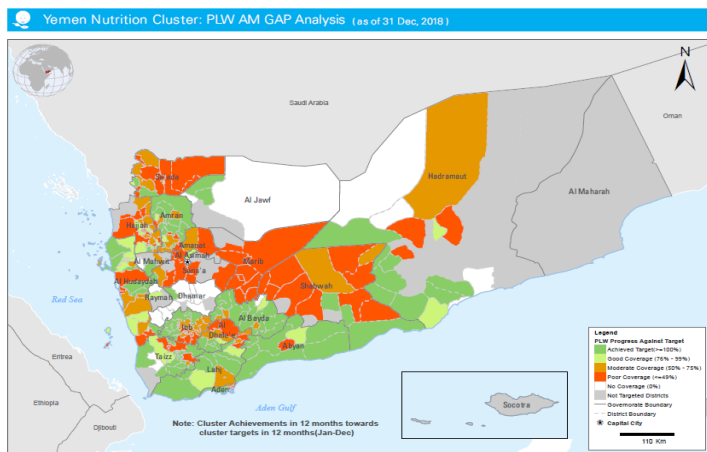 Yemen Nutrition Cluster: PLW AM GAP Analysis (as of 31 Dec, 2018)
N
Saudi Arabia
Oman
Sa'ada
Hadramaut
Al Maharah
Al Jawf
Amran
Hajjah
Amanat
Al Asimah
Al Mahwit
Sana'a
Marib
Al Hudaydah
Raymah
Dhamar
Shabwah
Red Sea
Al Bayda
Ibb
Al
Dhale'e
Abyan
Taizz
Lahj
Aden
Eritrea
Ethiopia
Djibouti
Aden Gulf
Socotra
Note: Cluster Achievements in 12 months towards
cluster targets in 12 months(Jan-Dec)
Legend
PLW Progress Against Target
Achieved Target(>=100%)
Good Coverage (76% - 99%)
Moderate Coverage (50% - 75%)
Poor Coverage (<=49%)
No Coverage (0%)
Not Targeted Districts
Governorate Boundary
District Boundary
Capital City
110 Km